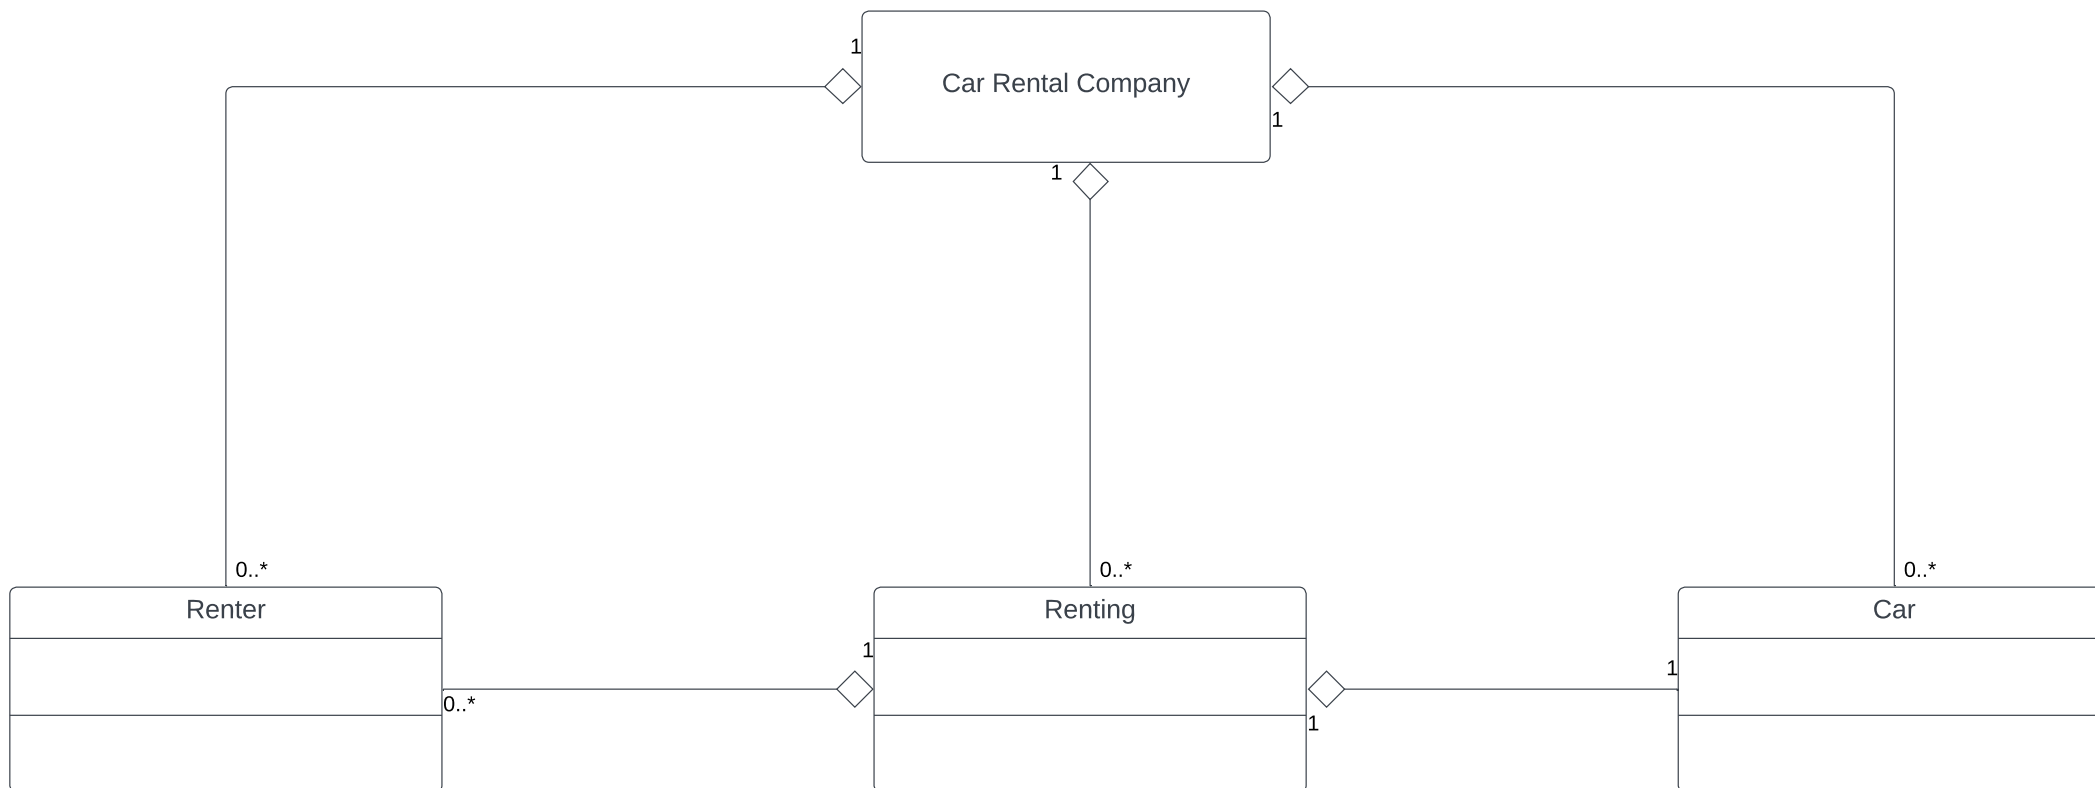 1
Car Rental Company
1
1
0..*
0..*
0..*
Renter
Renting
Car
1
1
0..*
1